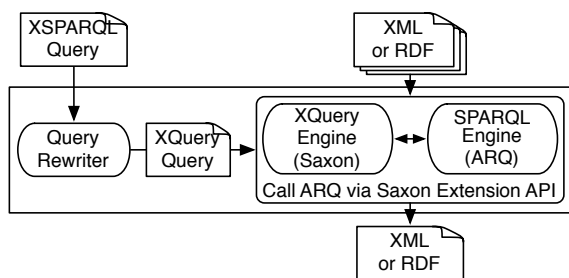 XSPARQL
Query
XML
or RDF
Query
Rewriter
XQuery
Query
XQuery
Engine
(Saxon)
SPARQL
Engine
(ARQ)
Call ARQ via Saxon Extension API
XML
or RDF